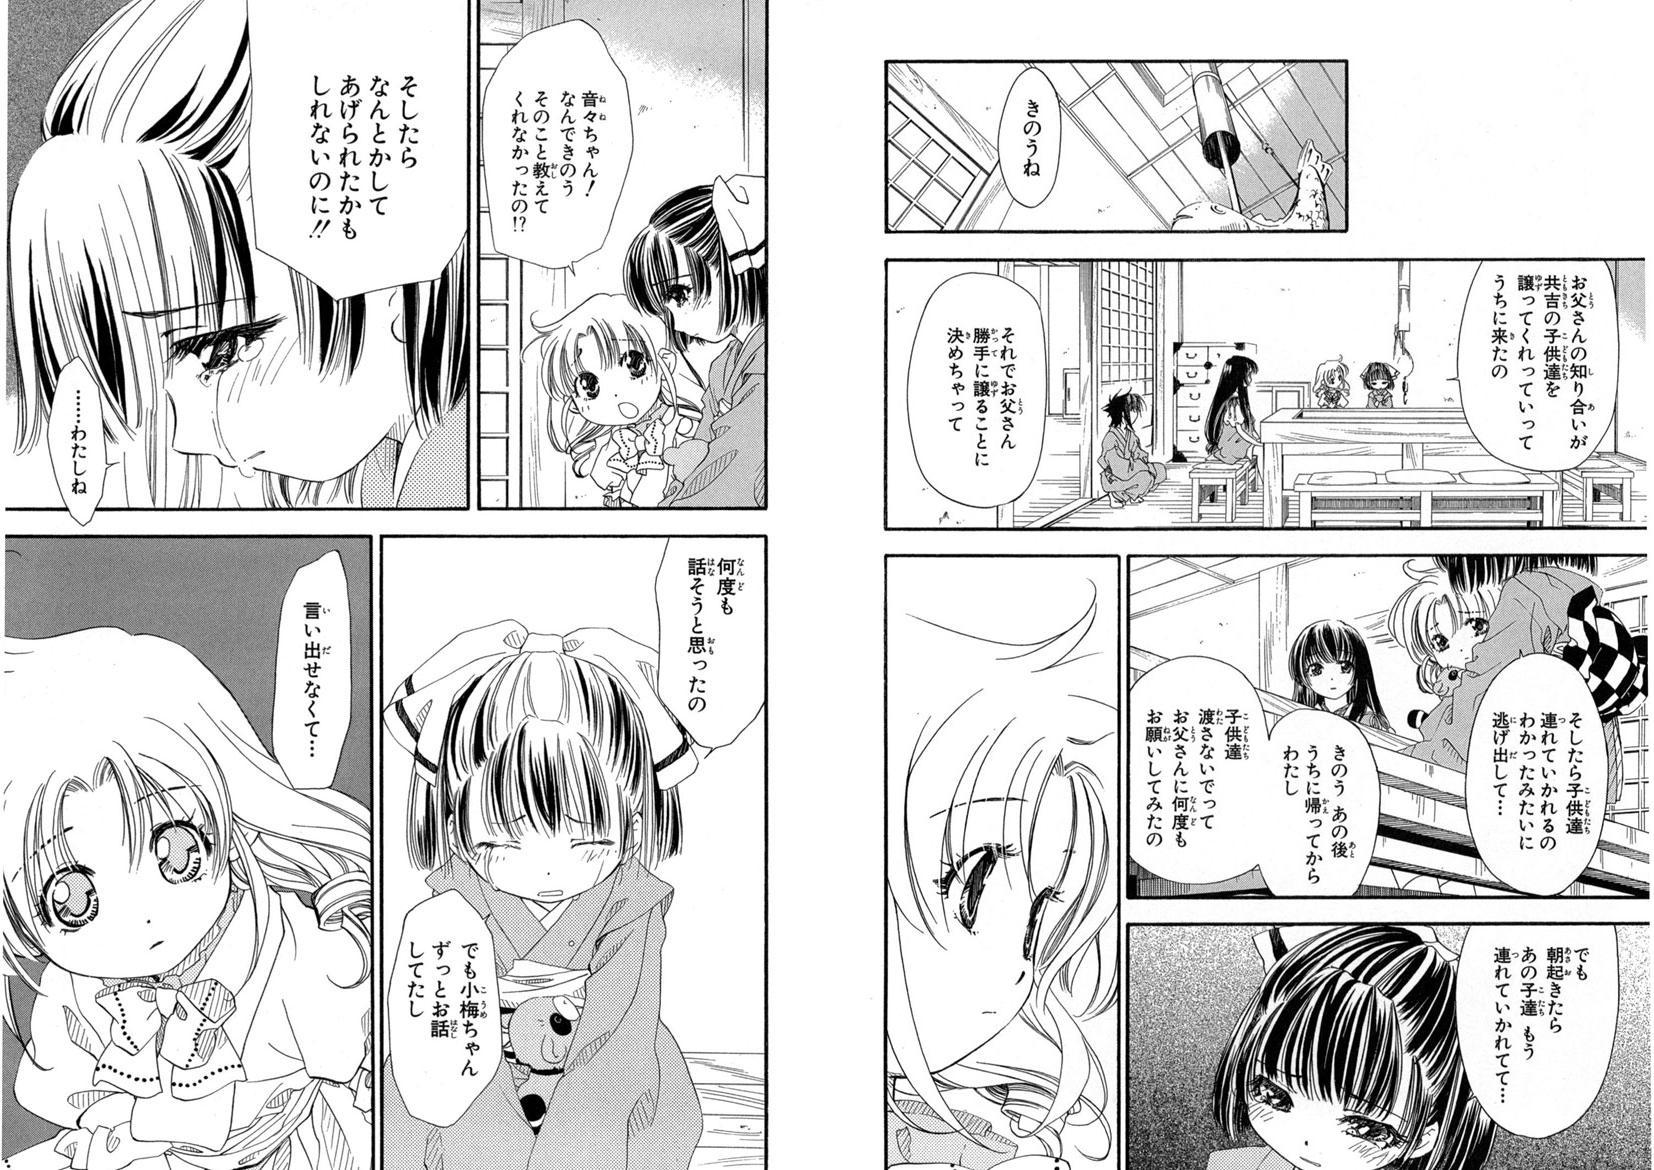 きのうね
お父さんの知り合いが
共吉の子供達を
譲ってくれっていって
うちに来たの
それでお父さん
勝手に譲ることに
決めちゃって
そしたら子供達
連れていかれるの
わかったみたいに
逃げ出して…
きのう あの後
うちに帰ってから
わたし
子供達
渡さないでって
お父さんに何度も
お願いしてみたの
でも
朝起きたら
あの子達 もう
連れていかれてて…
音々ちゃん!
なんできのう
そのこと教えて
くれなかったの!?
そしたら
なんとかして
あげられたかも
しれないのに!!
……わたしね
何度も
話そうと思ったの
でも小梅ちゃん
ずっとお話
してたし
言い出せなくて…